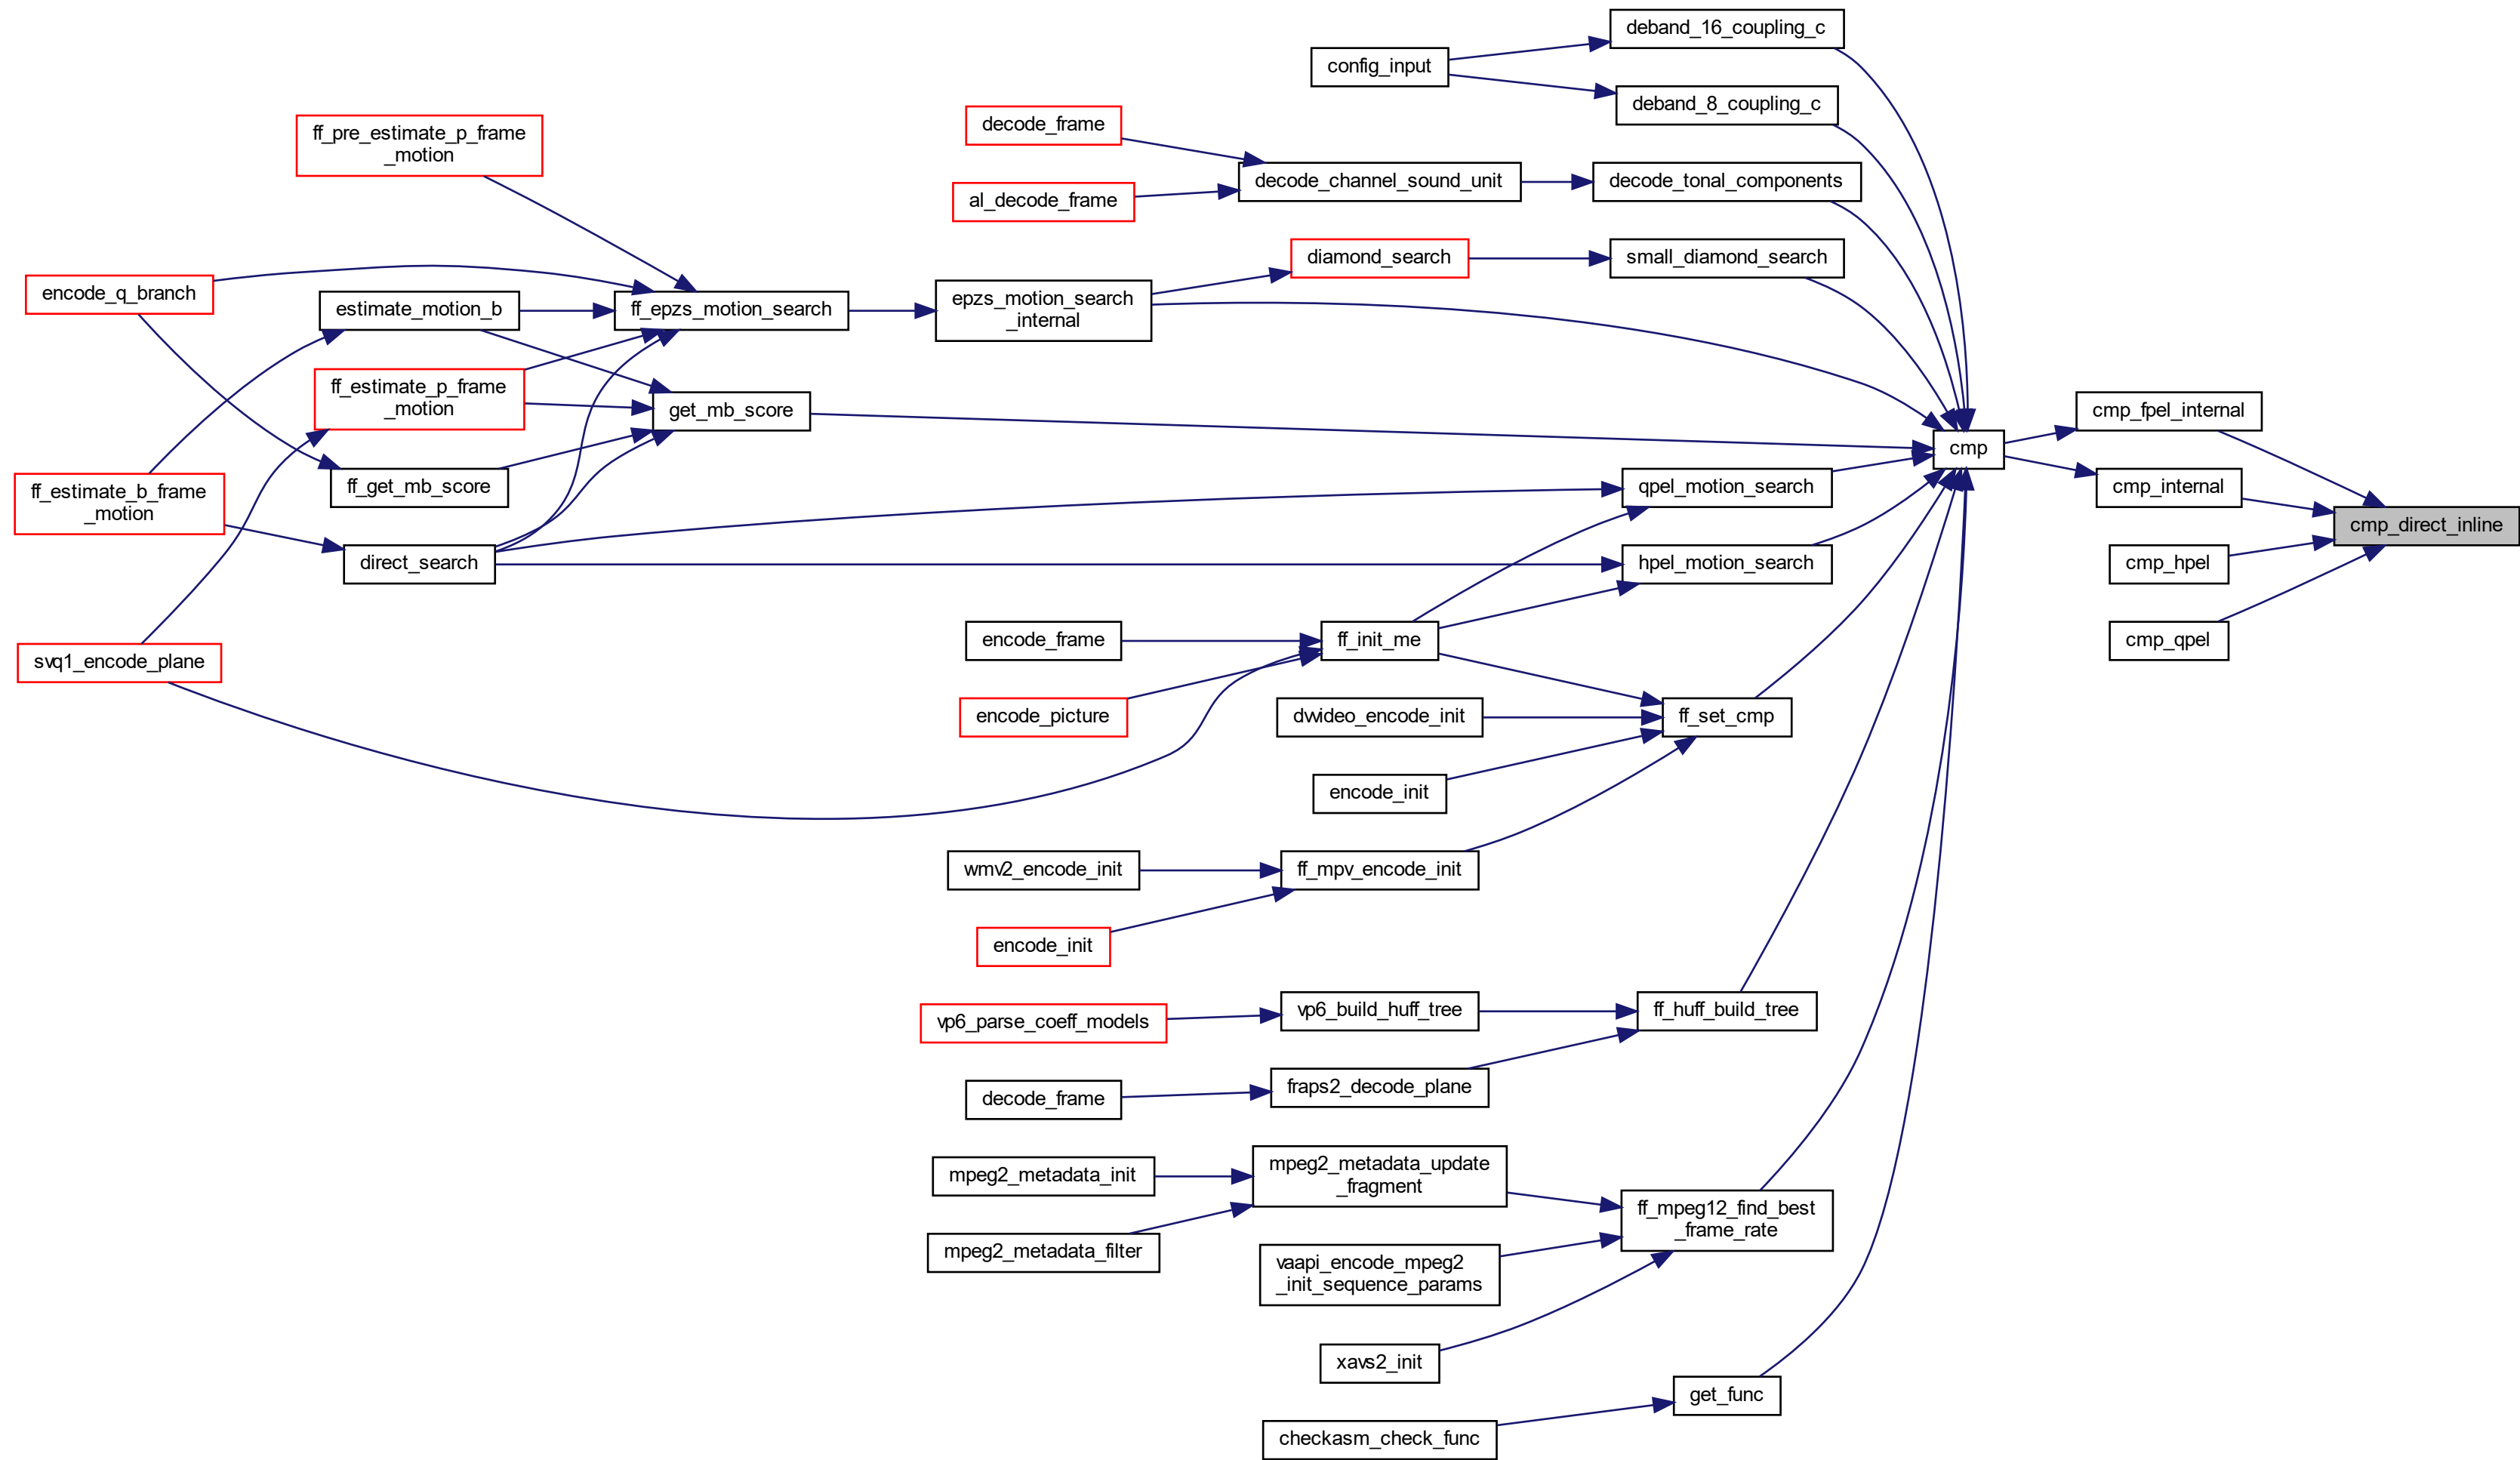 deband_16_coupling_c
config_input
deband_8_coupling_c
decode_frame
ff_pre_estimate_p_frame
_motion
decode_channel_sound_unit
decode_tonal_components
al_decode_frame
diamond_search
small_diamond_search
encode_q_branch
estimate_motion_b
ff_epzs_motion_search
epzs_motion_search
_internal
ff_estimate_p_frame
_motion
get_mb_score
cmp_fpel_internal
cmp
ff_estimate_b_frame
_motion
ff_get_mb_score
qpel_motion_search
cmp_internal
cmp_direct_inline
direct_search
hpel_motion_search
cmp_hpel
encode_frame
ff_init_me
cmp_qpel
svq1_encode_plane
encode_picture
dvvideo_encode_init
ff_set_cmp
encode_init
wmv2_encode_init
ff_mpv_encode_init
encode_init
vp6_parse_coeff_models
vp6_build_huff_tree
ff_huff_build_tree
decode_frame
fraps2_decode_plane
mpeg2_metadata_init
mpeg2_metadata_update
_fragment
ff_mpeg12_find_best
_frame_rate
mpeg2_metadata_filter
vaapi_encode_mpeg2
_init_sequence_params
xavs2_init
get_func
checkasm_check_func